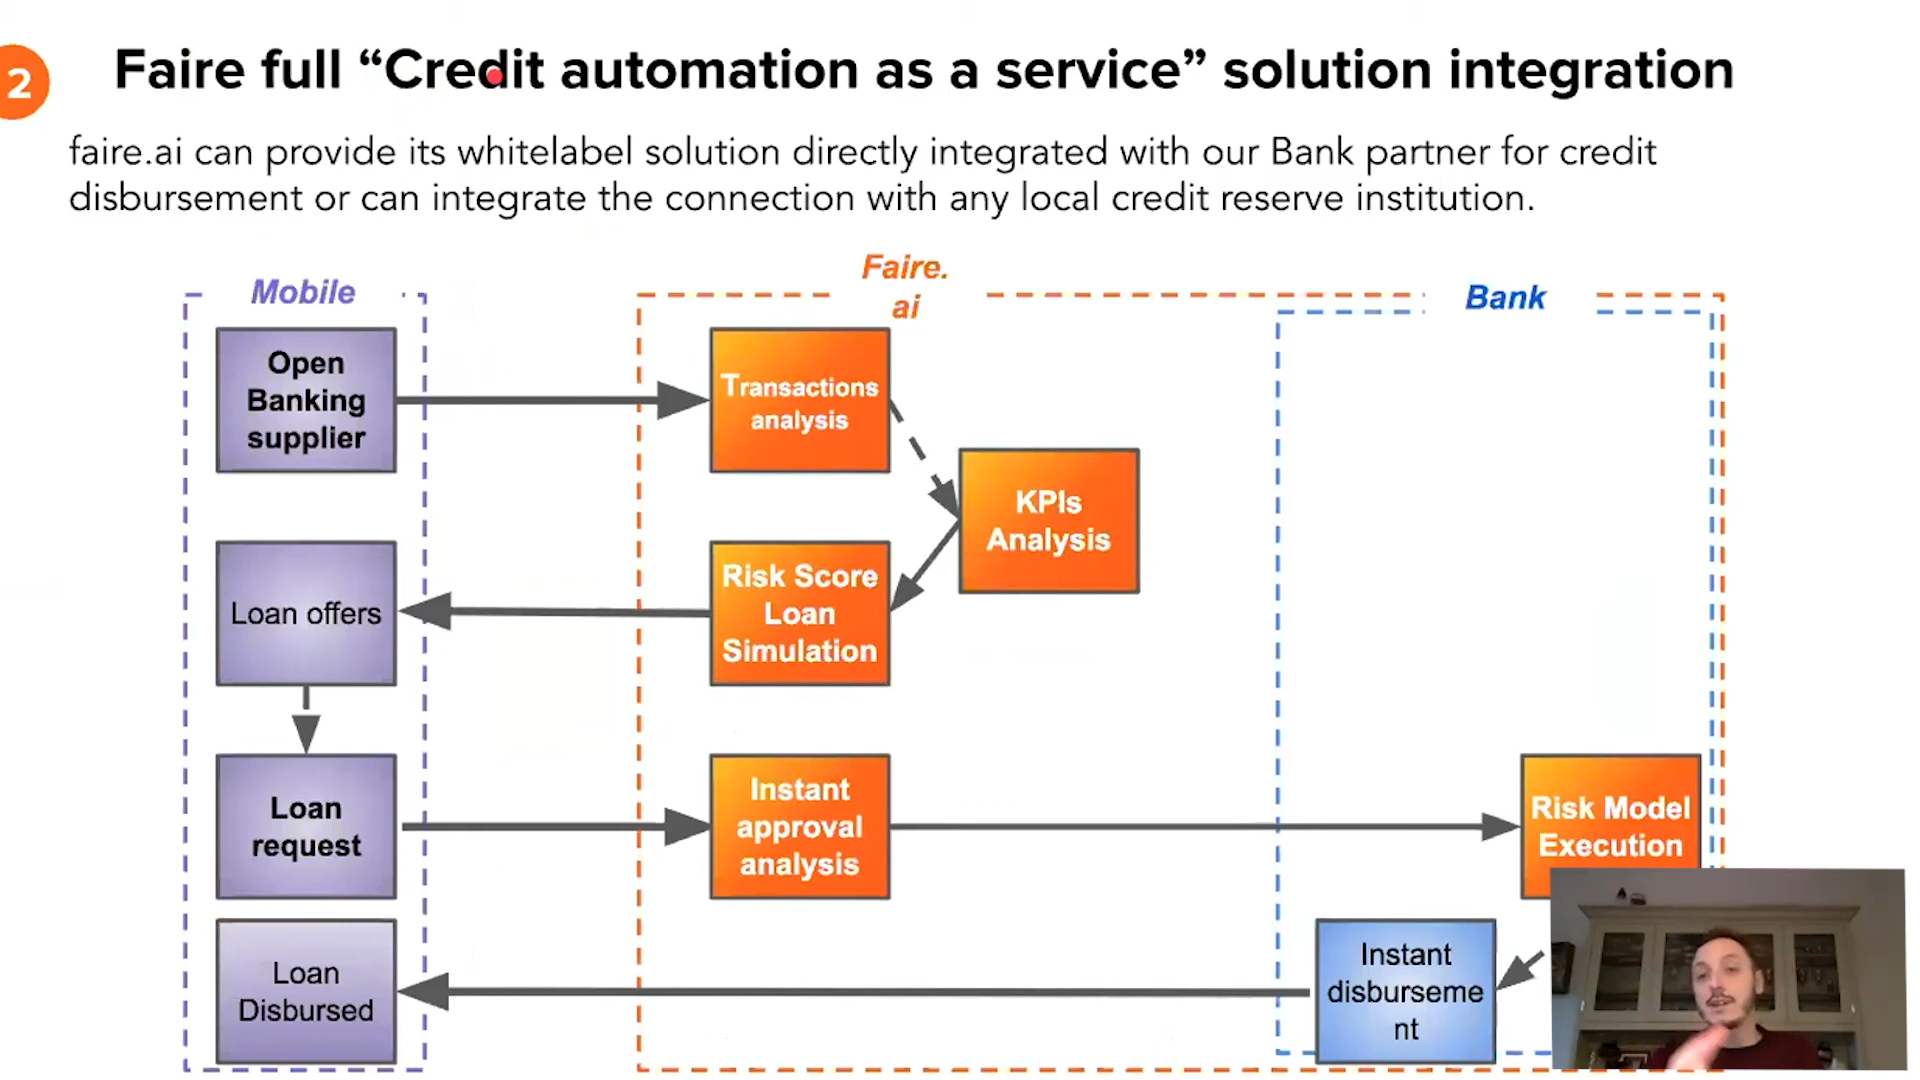 2
Faire full “Credit automation as a service” solution integration
faire.ai can provide its whitelabel solution directly integrated with our Bank partner for credit
disbursement or can integrate the connection with any local credit reserve institution.
Mobile
Faire.
ai
Bank
Open
Banking
supplier
Transactions
analysis
KPIs
Analysis
Loan offers
Risk Score
Loan
Simulation
Loan
request
Instant
approval
analysis
Risk Model
Execution
Loan
Disbursed
Instant
disburseme
nt